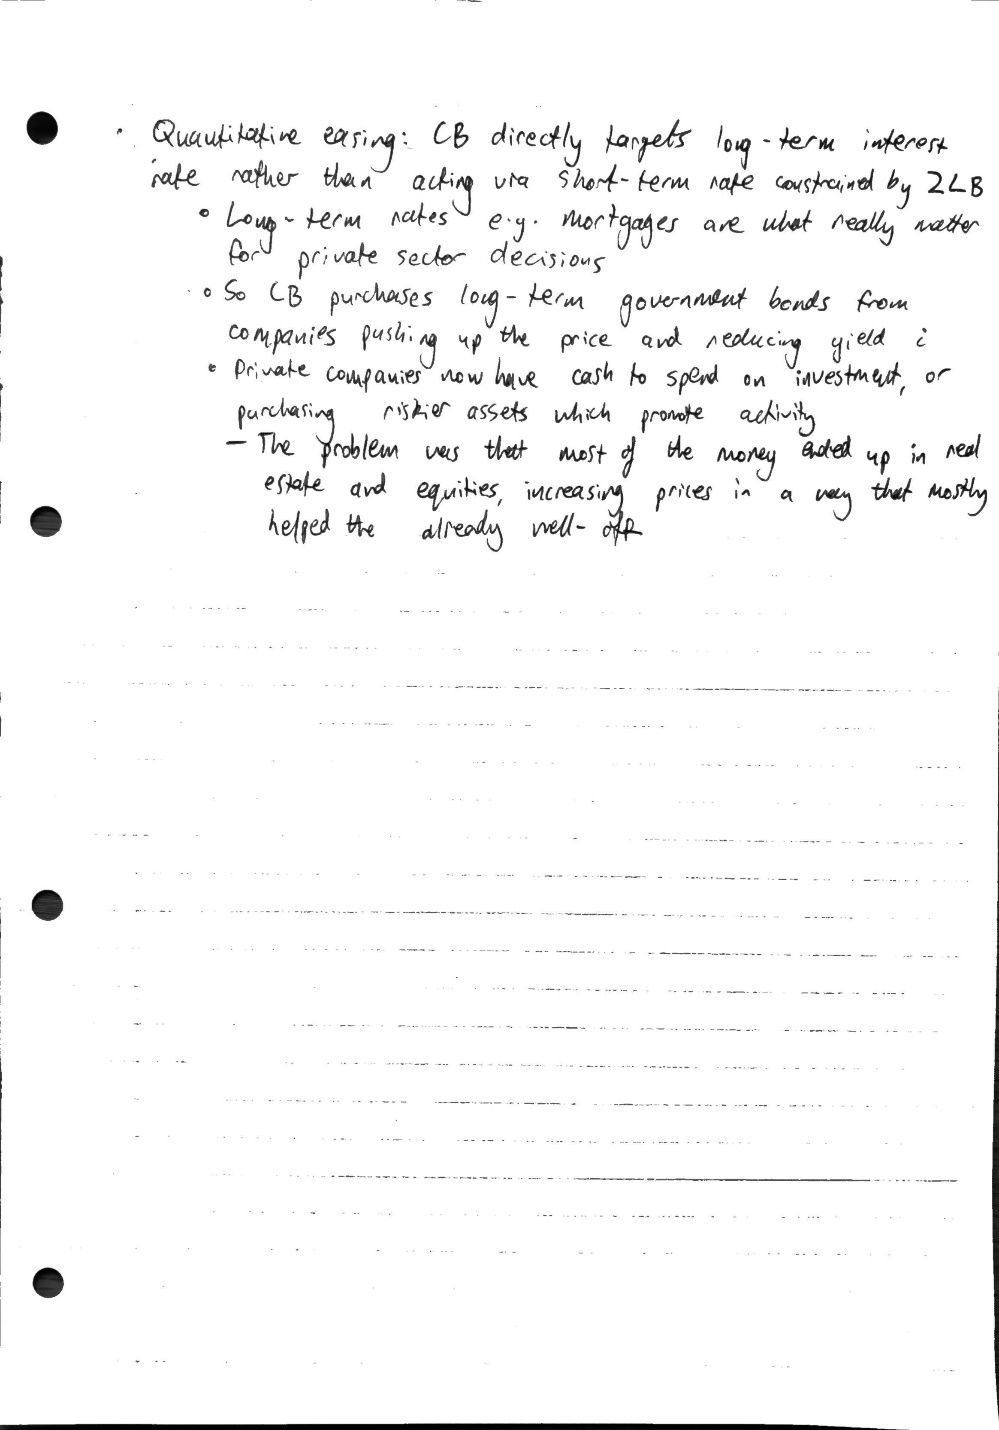 · Quantitative easing: CB directly targets long-term interest
rate rather than acting via short-term rate constrained by ZLB
∘ Long-term rates e.g. mortgages are what really matter
for private sector decisions
∘ So CB purchases long-term government bonds from
companies pushing up the price and reducing yield i
∘ Private companies now have cash to spend on investment, or
purchasing riskier assets which promote activity
– The problem was that most of the money ended up in real
estate and equities, increasing prices in a way that mostly
helped the already well-off